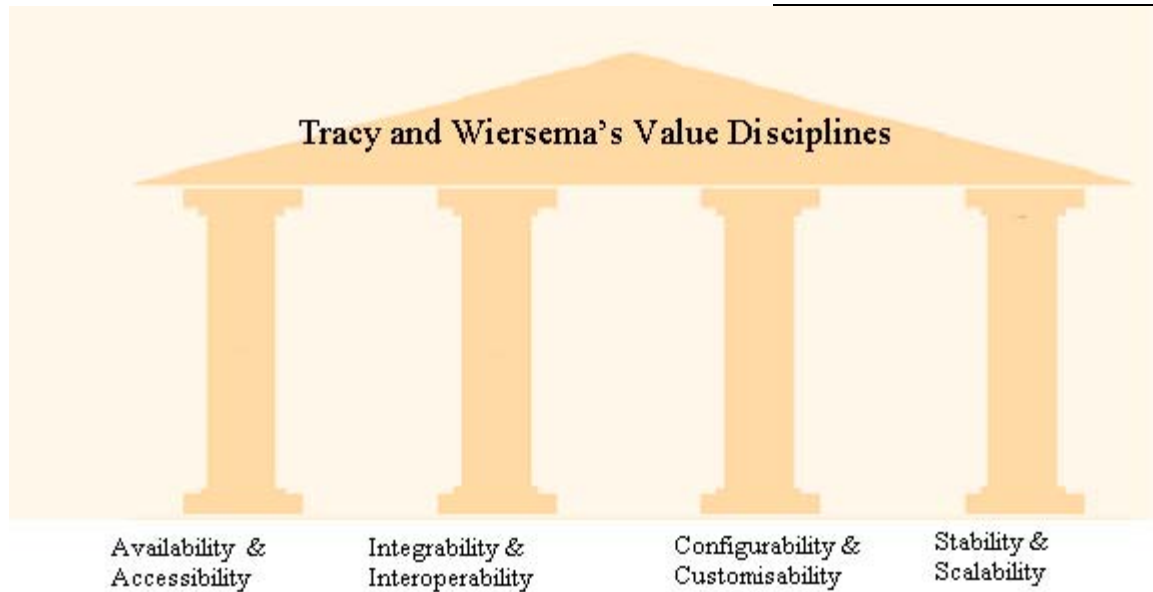 Tracy and Wiersema's Value Disciplines
Availability &
Accessibility
Integrability &
Interoperability
Configurability &
Customisability
Stability &
Scalability